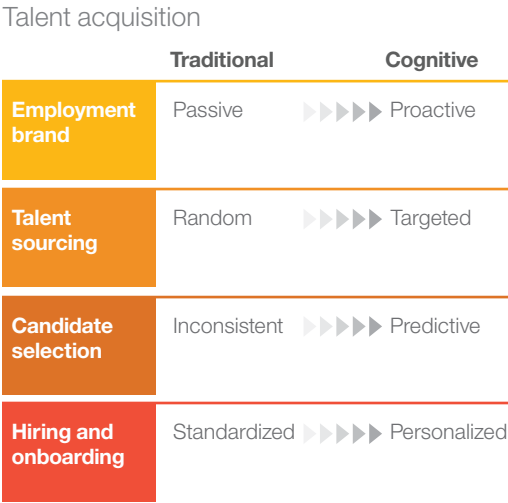 Talent acquisition
Traditional Cognitive
Employment
brand
Passive Proactive
Talent
sourcing
Random Targeted
Candidate
selection
Inconsistent Predictive
Hiring and
onboarding
Standardized Personalized